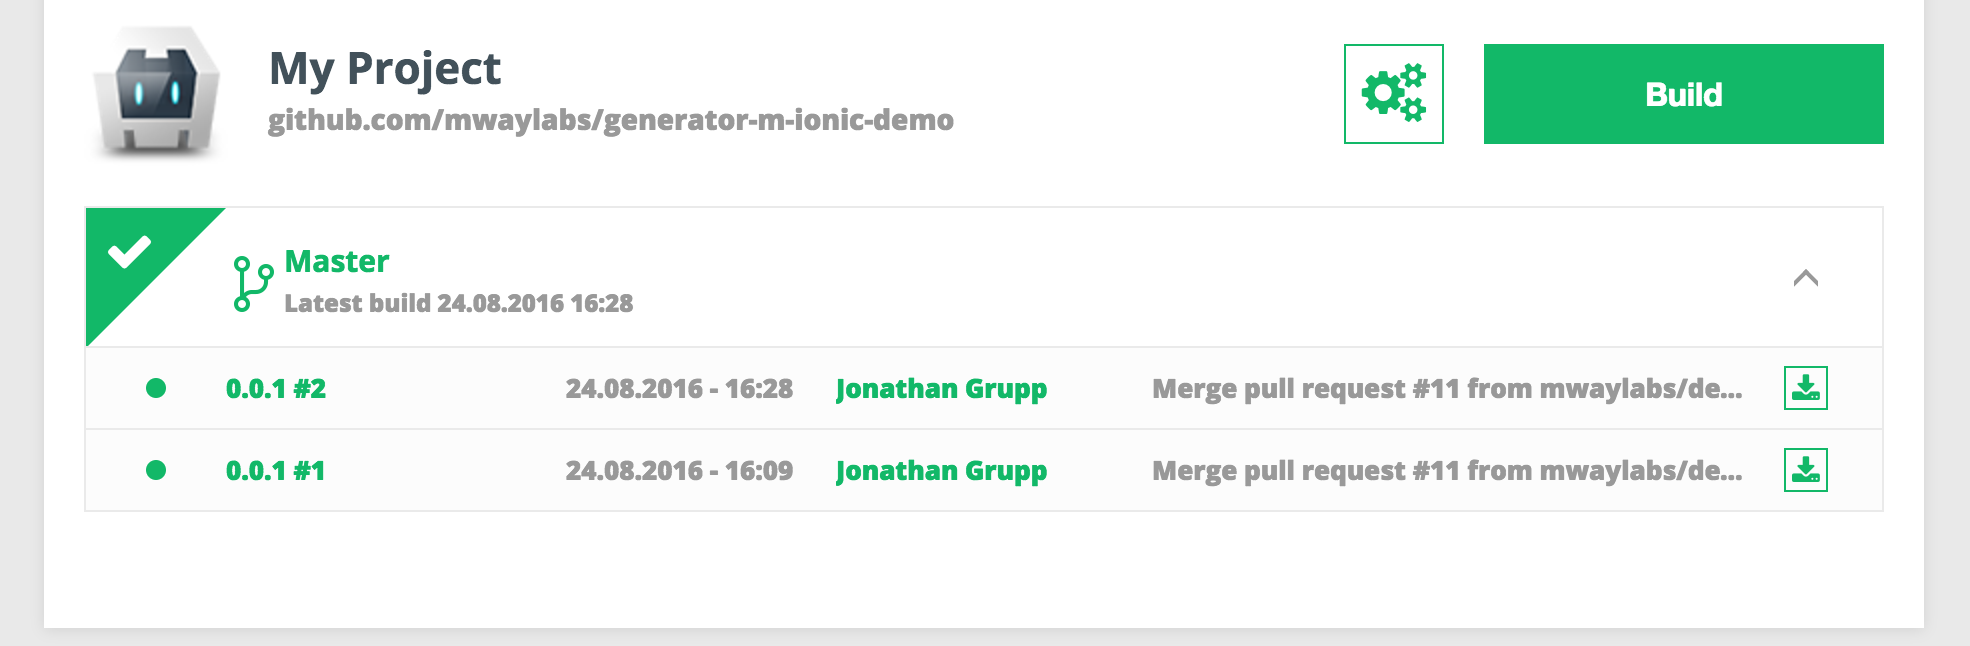 My Project
github.com/mwaylabs/generator-m-ionic-demo
Build
Master
Latest build 24.08.2016 16:28
0.0.1 #2 24.08.2016 - 16:28 Jonathan Grupp Merge pull request #11 from mwaylabs/de...
0.0.1 #1 24.08.2016 - 16:09 Jonathan Grupp Merge pull request #11 from mwaylabs/de...